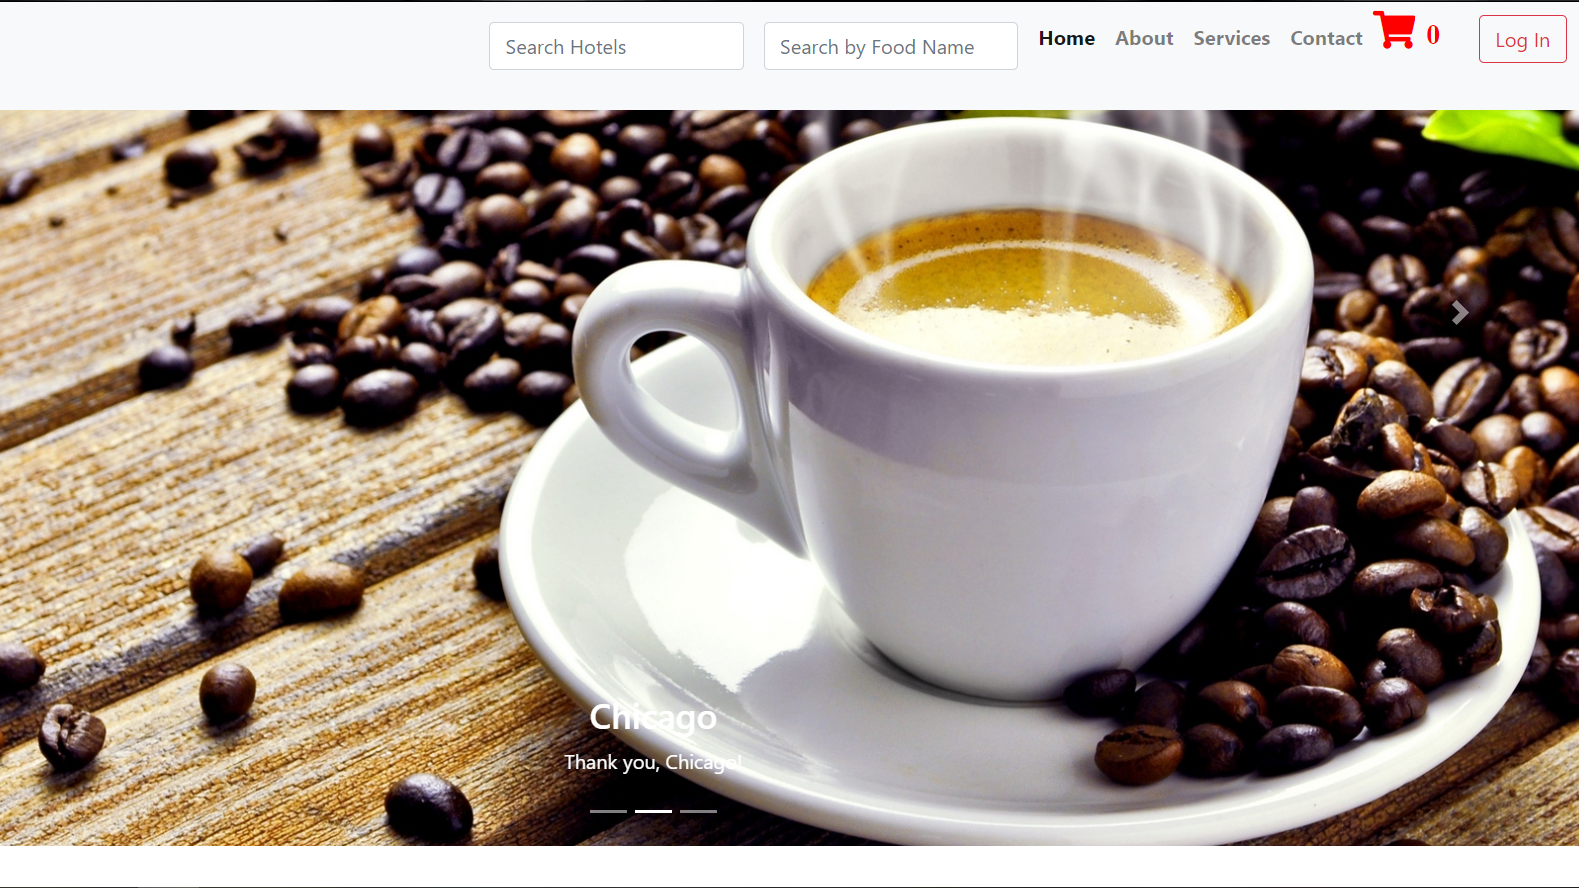 Search Hotels
Search by Food Name
Home
About
Services
Contact
0
Log In
Chicago
Thank you, Chicago!